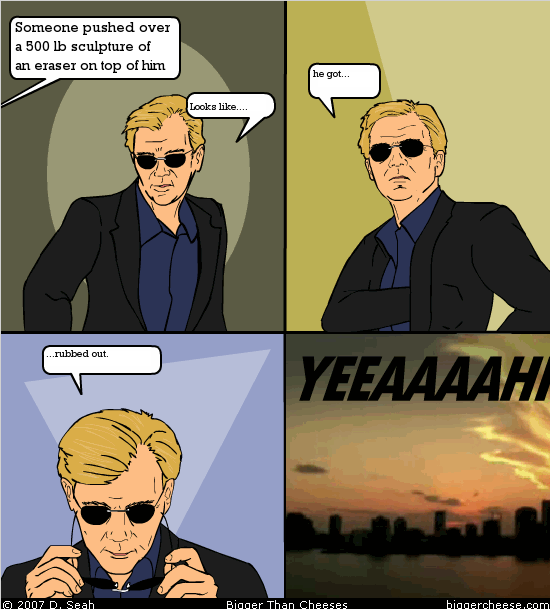 Someone pushed over
a 500 lb sculpture of
an eraser on top of him
Looks like....
he got...
...rubbed out.
YEEAAAAHH
© 2007 D. Seah
Bigger Than Cheeses
biggercheese.com